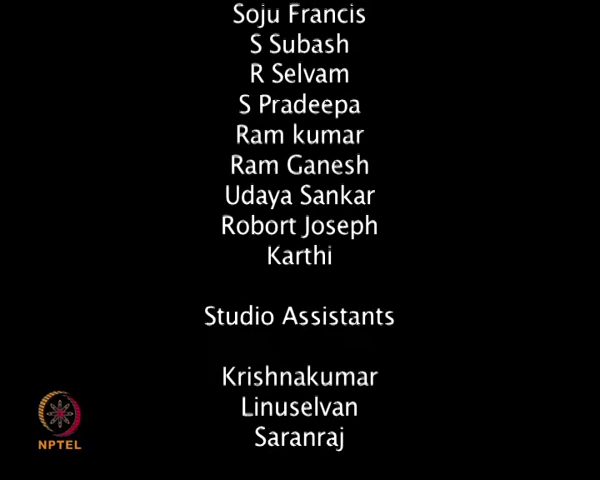 Soju Francis
S Subash
R Selvam
S Pradeepa
Ram kumar
Ram Ganesh
Udaya Sankar
Robort Joseph
Karthi
Studio Assistants
Krishnakumar
Linuselvan
Saranraj
NPTEL